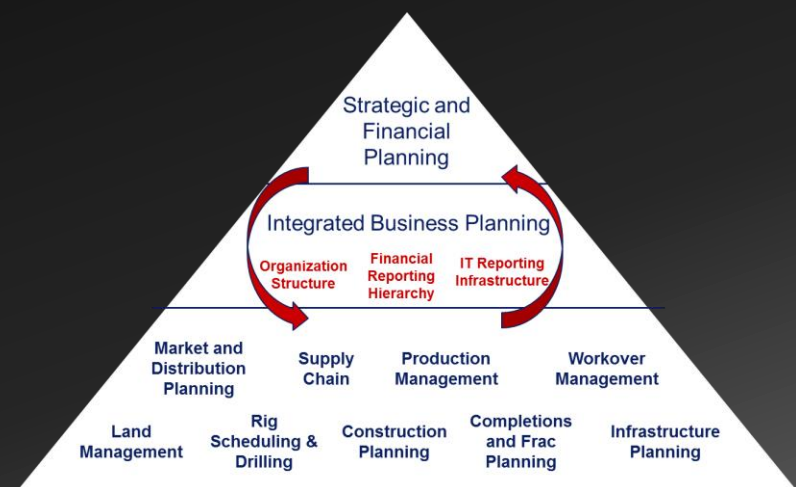 Strategic and
Financial
Planning
Integrated Business Planning
Organization
Structure
Financial
Reporting
Hierarchy
IT Reporting
Infrastructure
Market and
Distribution
Planning
Supply
Chain
Production
Management
Workover
Management
Land
Management
Rig
Scheduling &
Drilling
Construction
Planning
Completions
and Frac
Planning
Infrastructure
Planning